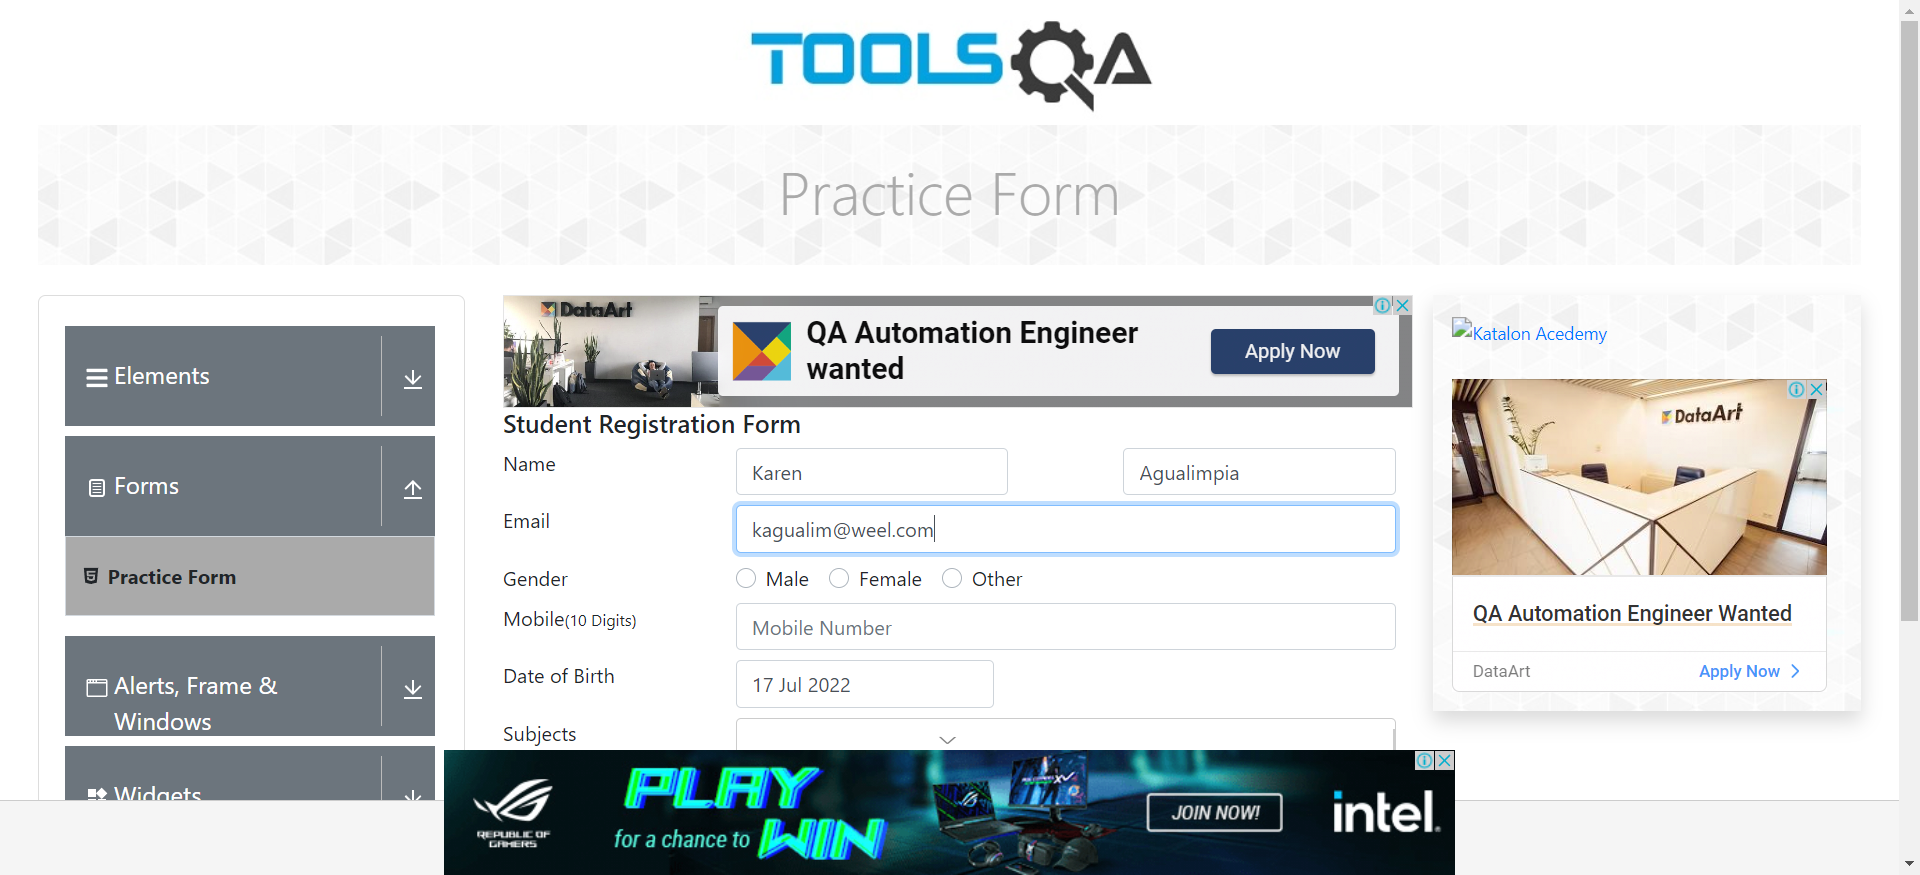 TOOLSQA
Practice Form
Elements
Forms
Practice Form
Alerts, Frame &
Windows
Widgets
DataArt
QA Automation Engineer
wanted
Apply Now
Student Registration Form
Name
Karen
Agualimpia
Email
kagualim@weel.com
Gender
Male
Female
Other
Mobile(10 Digits)
Mobile Number
Date of Birth
17 Jul 2022
Subjects
Katalon Acedemy
DataArt
QA Automation Engineer Wanted
DataArt
Apply Now
REPUBLIC OF
GAMERS
PLAY
for a chance to WIN
JOIN NOW!
intel.